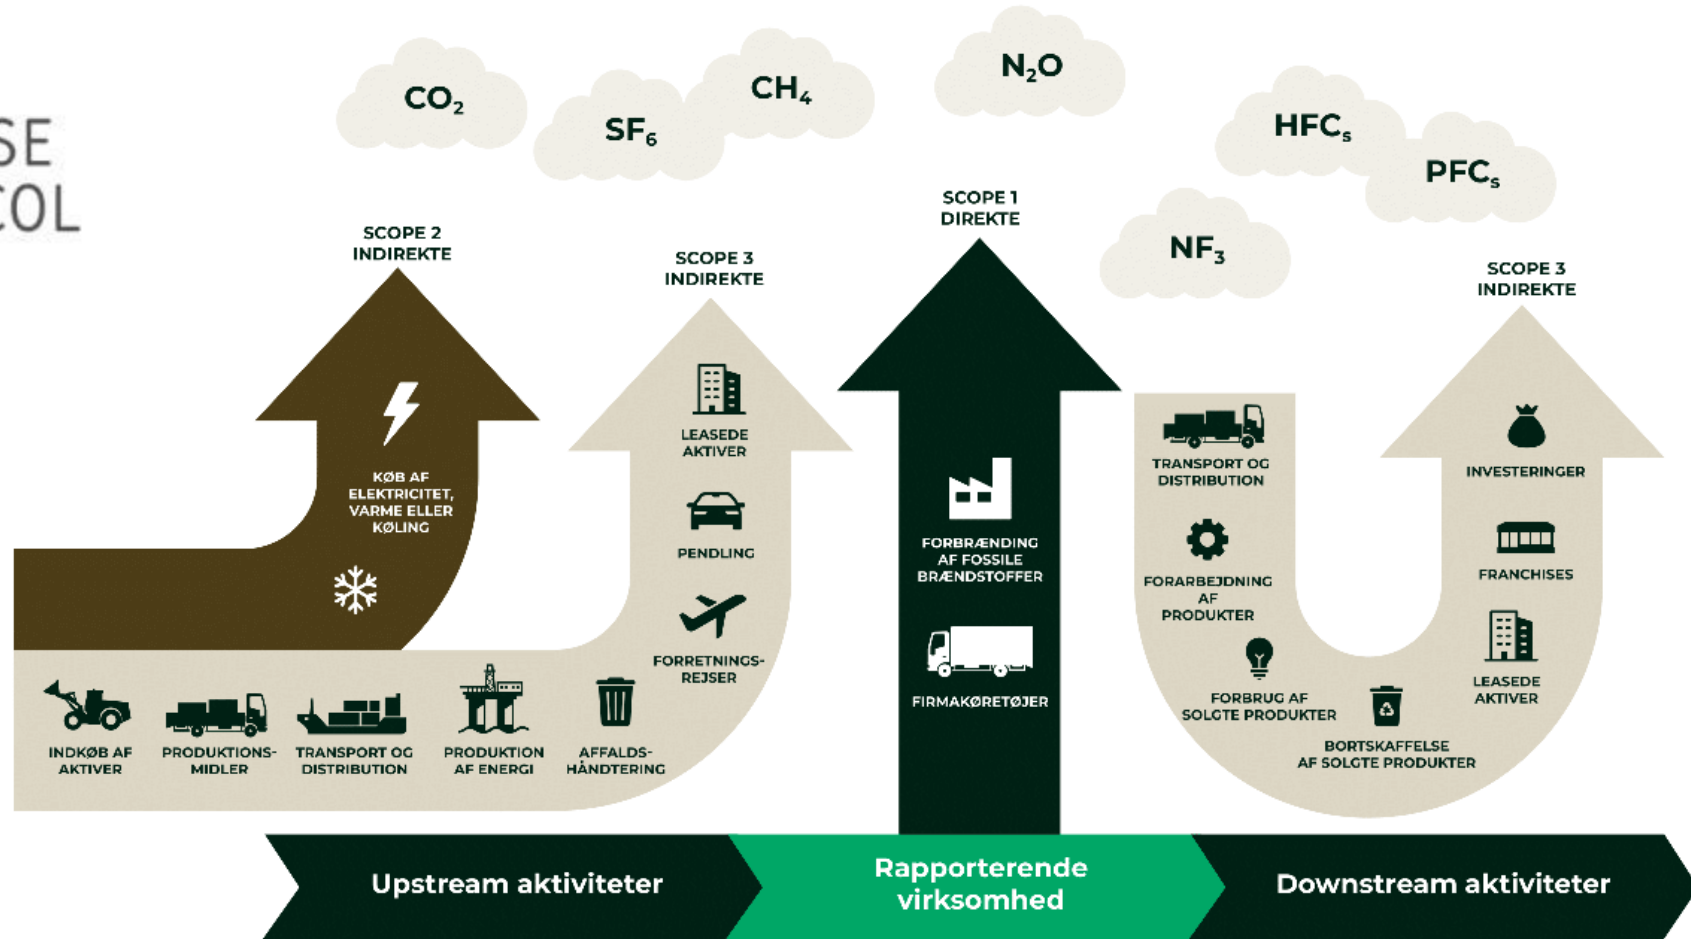 SE
COL
CO₂
SF₆
CH₄
N₂O
HFCₛ
PFCₛ
NF₃
SCOPE 2
INDIREKTE
KØB AF
ELEKTRICITET,
VARME ELLER
KØLING
SCOPE 3
INDIREKTE
LEASEDE
AKTIVER
PENDLING
FORRETNINGS-
REJSER
INDKØB AF
AKTIVER
PRODUKTIONS-
MIDLER
TRANSPORT OG
DISTRIBUTION
PRODUKTION
AF ENERGI
AFFALDS-
HÅNDTERING
SCOPE 1
DIREKTE
FORBRÆNDING
AF FOSSILE
BRÆNDSTOFFER
FIRMAKØRETØJER
TRANSPORT OG
DISTRIBUTION
FORARBEJDNING
AF
PRODUKTER
FORBRUG AF
SOLGTE PRODUKTER
BORTSKAFFELSE
AF SOLGTE PRODUKTER
SCOPE 3
INDIREKTE
INVESTERINGER
FRANCHISES
LEASEDE
AKTIVER
Upstream aktiviteter
Rapporterende
virksomhed
Downstream aktiviteter